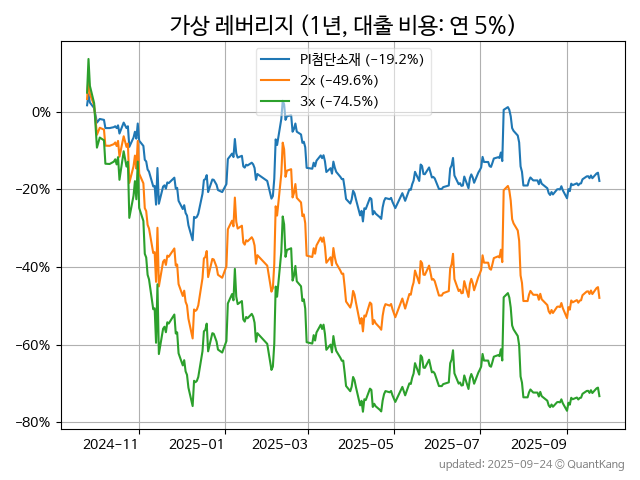 가상 레버리지 (1년, 대출 비용: 연 5%)
PI첨단소재 (−19.2%)
2x (−49.6%)
3x (−74.5%)
0%
−20%
−40%
−60%
−80%
2024-11
2025-01
2025-03
2025-05
2025-07
2025-09
updated: 2025-09-24 © QuantKang